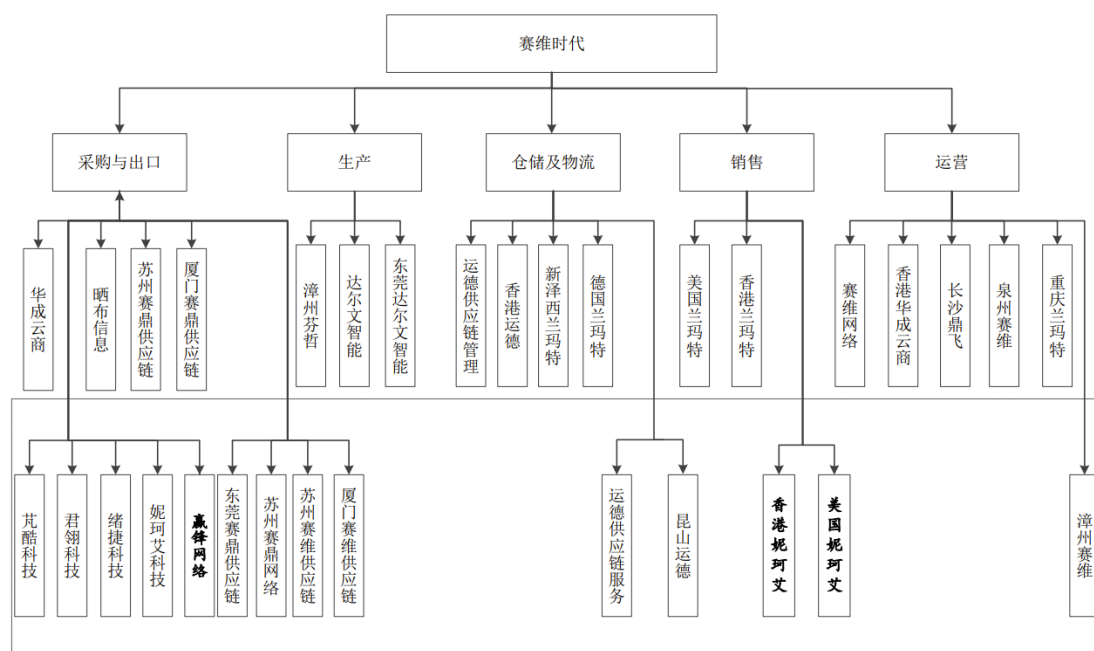 赛维时代
采购与出口
生产
仓储及物流
销售
运营
华成云商
晒布信息
苏州赛鼎供应链
厦门赛鼎供应链
漳州芬哲
达尔文智能
东莞达尔文智能
运德供应链管理
香港运德
新泽西兰玛特
德国兰玛特
美国兰玛特
香港兰玛特
赛维网络
香港华成云商
长沙鼎飞
泉州赛维
重庆兰玛特
芃酷科技
君翎科技
绪捷科技
妮珂艾科技
赢锋网络
东莞赛鼎供应链
苏州赛鼎网络
苏州赛维供应链
厦门赛维供应链
运德供应链服务
昆山运德
香港妮珂艾
美国妮珂艾
漳州赛维